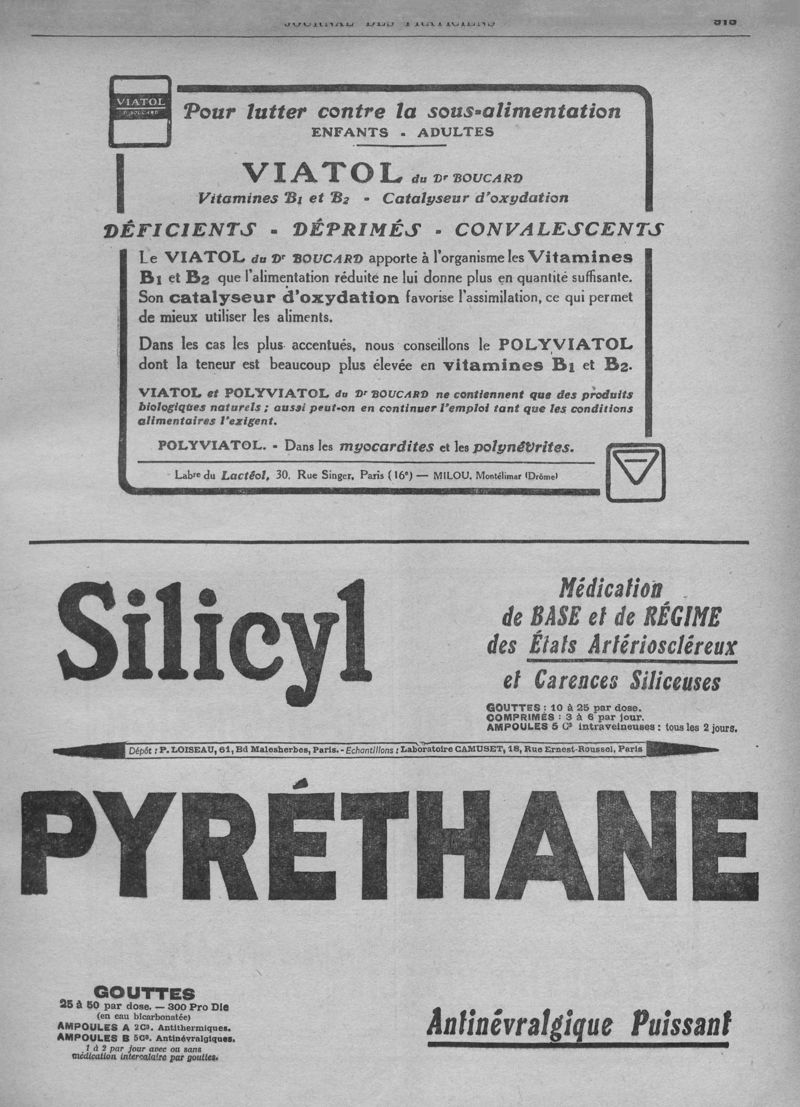 JOURNAL DES PRATICIENS
VIATOL
Dr BOUCARD
Pour lutter contre la sous-alimentation
ENFANTS - ADULTES
VIATOL du Dr BOUCARD
Vitamines B1 et B2 - Catalyseur d'oxydation
DÉFICIENTS - DÉPRIMÉS - CONVALESCENTS
Le VIATOL du Dr BOUCARD apporte à l'organisme les Vitamines
B1 et B2 que l'alimentation réduite ne lui donne plus en quantité suffisante.
Son catalyseur d'oxydation favorise l'assimilation, ce qui permet
de mieux utiliser les aliments.
Dans les cas les plus accentués, nous conseillons le POLYVIATOL
dont la teneur est beaucoup plus élevée en vitamines B1 et B2.
VIATOL et POLYVIATOL du Dr BOUCARD ne contiennent que des produits
biologiques naturels ; aussi peut-on en continuer l'emploi tant que les conditions
alimentaires l'exigent.
POLYVIATOL. - Dans les myocardites et les polynévrites.
Labre du Lactéol, 30, Rue Singer, Paris (16e) — MILOU, Montélimar (Drôme)
Silicyl
Médication
de BASE et de RÉGIME
des États Artérioscléreux
et Carences Siliceuses
GOUTTES : 10 à 25 par dose.
COMPRIMÉS : 3 à 6 par jour.
AMPOULES 5 Cs intraveineuses : tous les 2 jours.
Dépôt : P. LOISEAU, 61, Bd Malesherbes, Paris. - Echantillons : Laboratoire CAMUSET, 18, Rue Ernest-Roussel, Paris
PYRÉTHANE
GOUTTES
25 à 50 par dose. — 300 Pro Die
(en eau bicarbonatée)
AMPOULES A 2Cs. Antithermiques.
AMPOULES B 5Cs. Antinévralgiques.
1 à 2 par jour avec ou sans
médication intercalaire par gouttes.
Antinévralgique Puissant